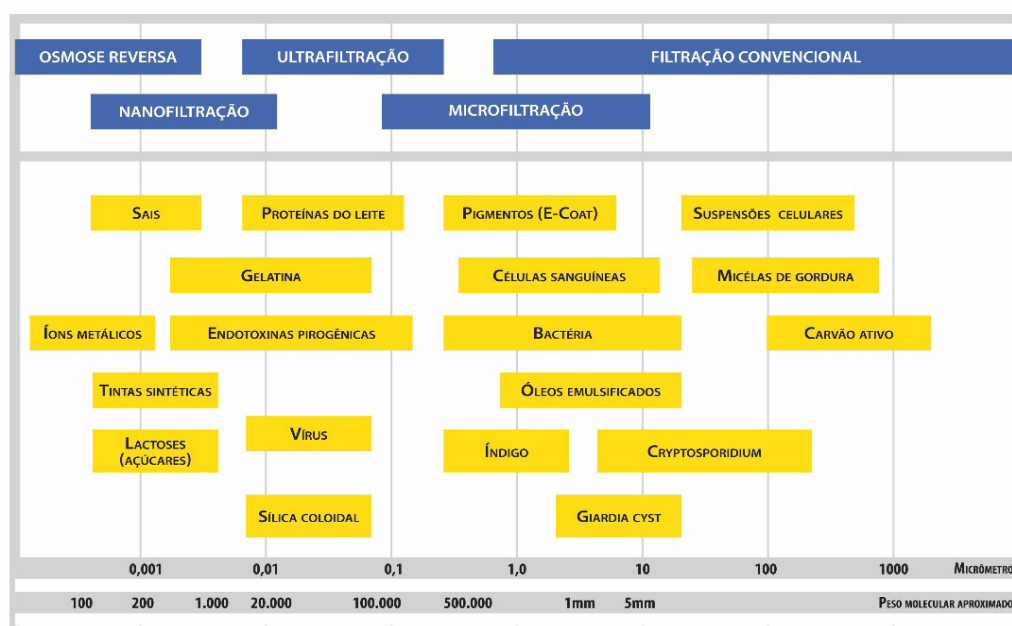 OSMOSE REVERSA
ULTRAFILTRAÇÃO
FILTRAÇÃO CONVENCIONAL
NANOFILTRAÇÃO
MICROFILTRAÇÃO
SAIS
PROTEÍNAS DO LEITE
PIGMENTOS (E-COAT)
SUSPENSÕES CELULARES
GELATINA
CÉLULAS SANGUÍNEAS
MICÉLAS DE GORDURA
ÍONS METÁLICOS
ENDOTOXINAS PIROGÊNICAS
BACTÉRIA
CARVÃO ATIVO
TINTAS SINTÉTICAS
ÓLEOS EMULSIFICADOS
LACTOSES
(AÇÚCARES)
VÍRUS
ÍNDIGO
CRYPTOSPORIDIUM
SÍLICA COLOIDAL
GIARDIA CYST
0,001 0,01 0,1 1,0 10 100 1000 MICRÔMETRO
100 200 1.000 20.000 100.000 500.000 1mm 5mm PESO MOLECULAR APROXIMADO